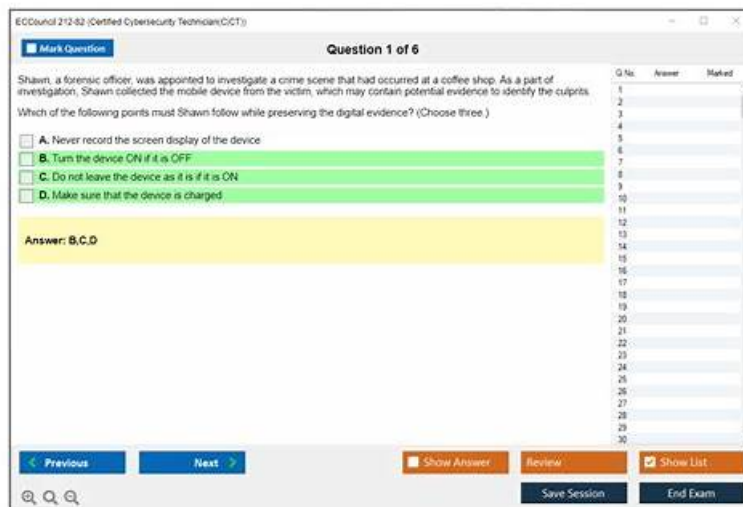 ECCouncil 212-82 (Certified Cybersecurity Technician(C|CT))
Mark Question
Question 1 of 6
Shawn, a forensic officer, was appointed to investigate a crime scene that had occurred at a coffee shop. As a part of
investigation, Shawn collected the mobile device from the victim, which may contain potential evidence to identify the culprits.
Which of the following points must Shawn follow while preserving the digital evidence? (Choose three.)
A. Never record the screen display of the device
B. Turn the device ON if it is OFF
C. Do not leave the device as it is if it is ON
D. Make sure that the device is charged
Answer: B,C,D
Q.No. Answer Marked
1
2
3
4
5
6
7
8
9
10
11
12
13
14
15
16
17
18
19
20
21
22
23
24
25
26
27
28
29
30
Previous
Next
Show Answer
Review
Show List
Save Session
End Exam